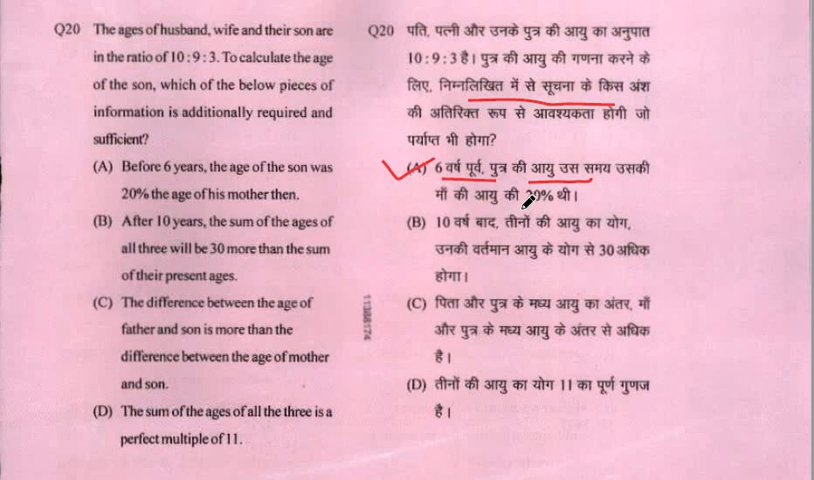 Q20 The ages of husband, wife and their son are
in the ratio of 10 : 9 : 3. To calculate the age
of the son, which of the below pieces of
information is additionally required and
sufficient?
(A) Before 6 years, the age of the son was
20% the age of his mother then.
(B) After 10 years, the sum of the ages of
all three will be 30 more than the sum
of their present ages.
(C) The difference between the age of
father and son is more than the
difference between the age of mother
and son.
(D) The sum of the ages of all the three is a
perfect multiple of 11.
11388174
Q20 पति, पत्नी और उनके पुत्र की आयु का अनुपात
10 : 9 : 3 है। पुत्र की आयु की गणना करने के
लिए, निम्नलिखित में से सूचना के किस अंश
की अतिरिक्त रूप से आवश्यकता होगी जो
पर्याप्त भी होगा?
(A) 6 वर्ष पूर्व, पुत्र की आयु उस समय उसकी
माँ की आयु की 20% थी।
(B) 10 वर्ष बाद, तीनों की आयु का योग,
उनकी वर्तमान आयु के योग से 30 अधिक
होगा।
(C) पिता और पुत्र के मध्य आयु का अंतर, माँ
और पुत्र के मध्य आयु के अंतर से अधिक
है।
(D) तीनों की आयु का योग 11 का पूर्ण गुणज
है।